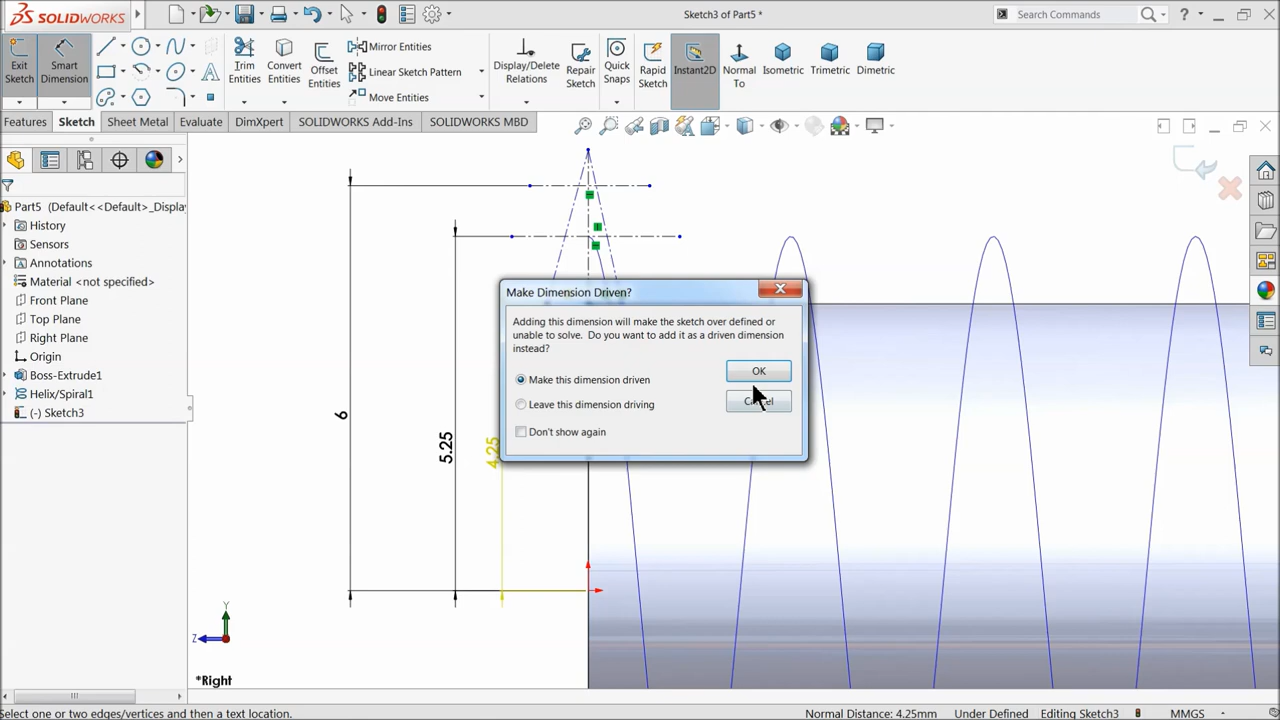 SOLIDWORKS
Sketch3 of Part5 *
Search Commands
?
Exit Sketch
Smart Dimension
Trim Entities
Convert Entities
Offset Entities
Mirror Entities
Linear Sketch Pattern
Move Entities
Display/Delete Relations
Repair Sketch
Quick Snaps
Rapid Sketch
Instant2D
Normal To
Isometric
Trimetric
Dimetric
Features
Sketch
Sheet Metal
Evaluate
DimXpert
SOLIDWORKS Add-Ins
SOLIDWORKS MBD
Part5 (Default<<Default>_Display
History
Sensors
Annotations
Material <not specified>
Front Plane
Top Plane
Right Plane
Origin
Boss-Extrude1
Helix/Spiral1
(-) Sketch3
6
5.25
4.25
Make Dimension Driven?
Adding this dimension will make the sketch over defined or
unable to solve. Do you want to add it as a driven dimension
instead?
Make this dimension driven
Leave this dimension driving
Don't show again
OK
Y
Z
*Right
Select one or two edges/vertices and then a text location.
Normal Distance: 4.25mm
Under Defined
Editing Sketch3
MMGS